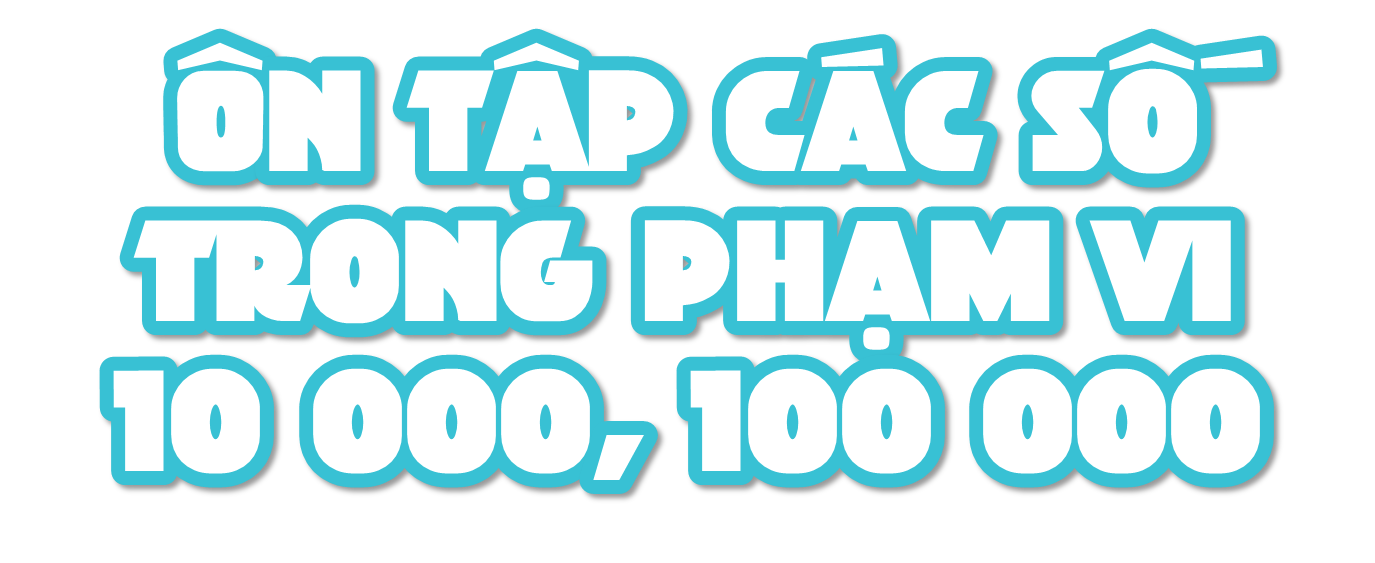 ÔN TẬP CÁC SỐ
TRONG PHẠM VI
10 000, 100 000